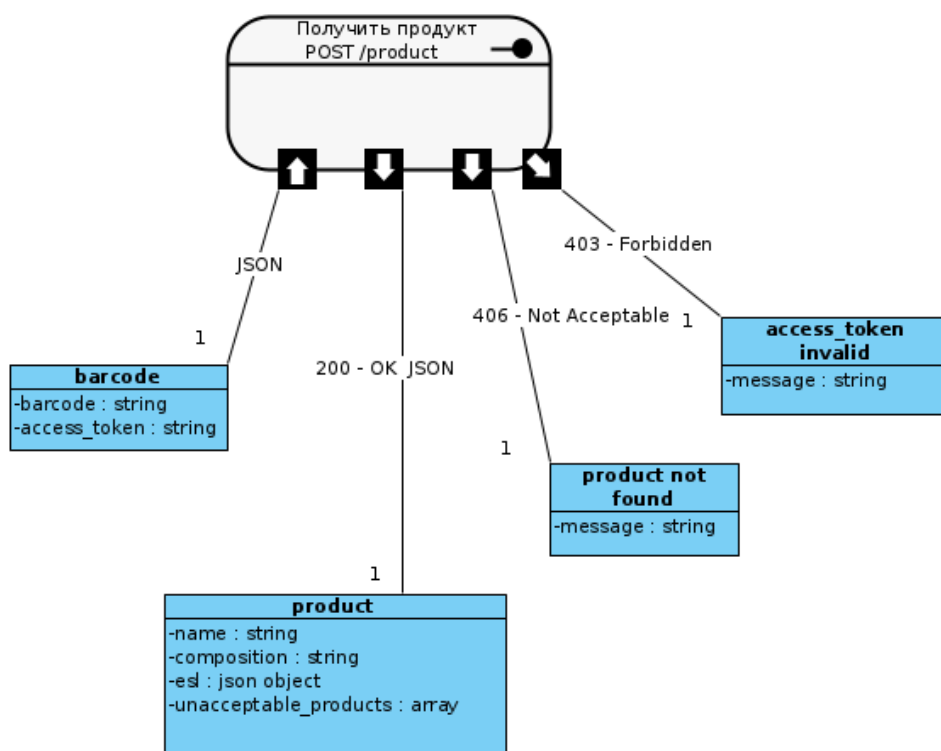 Получить продукт
POST /product
403 - Forbidden
JSON
406 - Not Acceptable
1
1
access_token
invalid
-message : string
200 - OK  JSON
barcode
-barcode : string
-access_token : string
1
product not
found
-message : string
1
product
-name : string
-composition : string
-esl : json object
-unacceptable_products : array